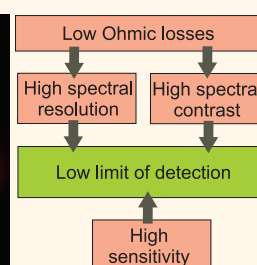 Low Ohmic losses
High spectral
resolution
High spectra
contrast
Low limit of detection
High
sensitivity